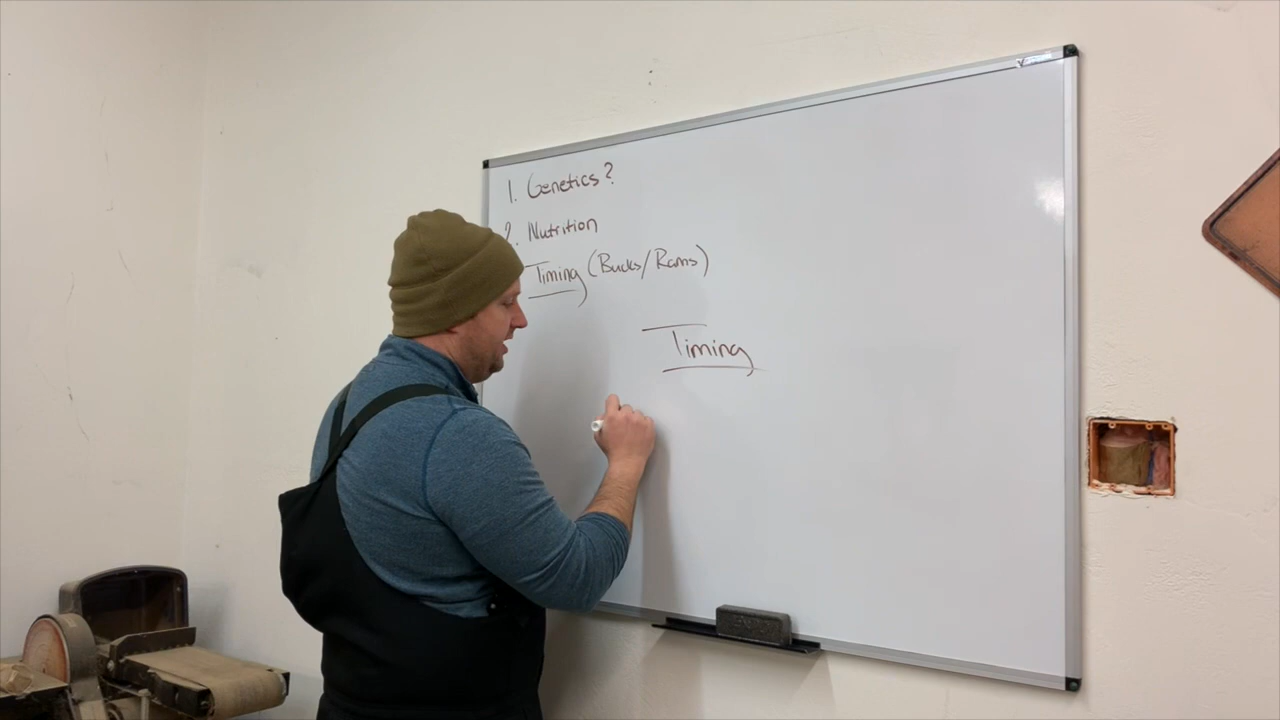 1. Genetics?
2. Nutrition
Timing (Bucks/Rams)
Timing